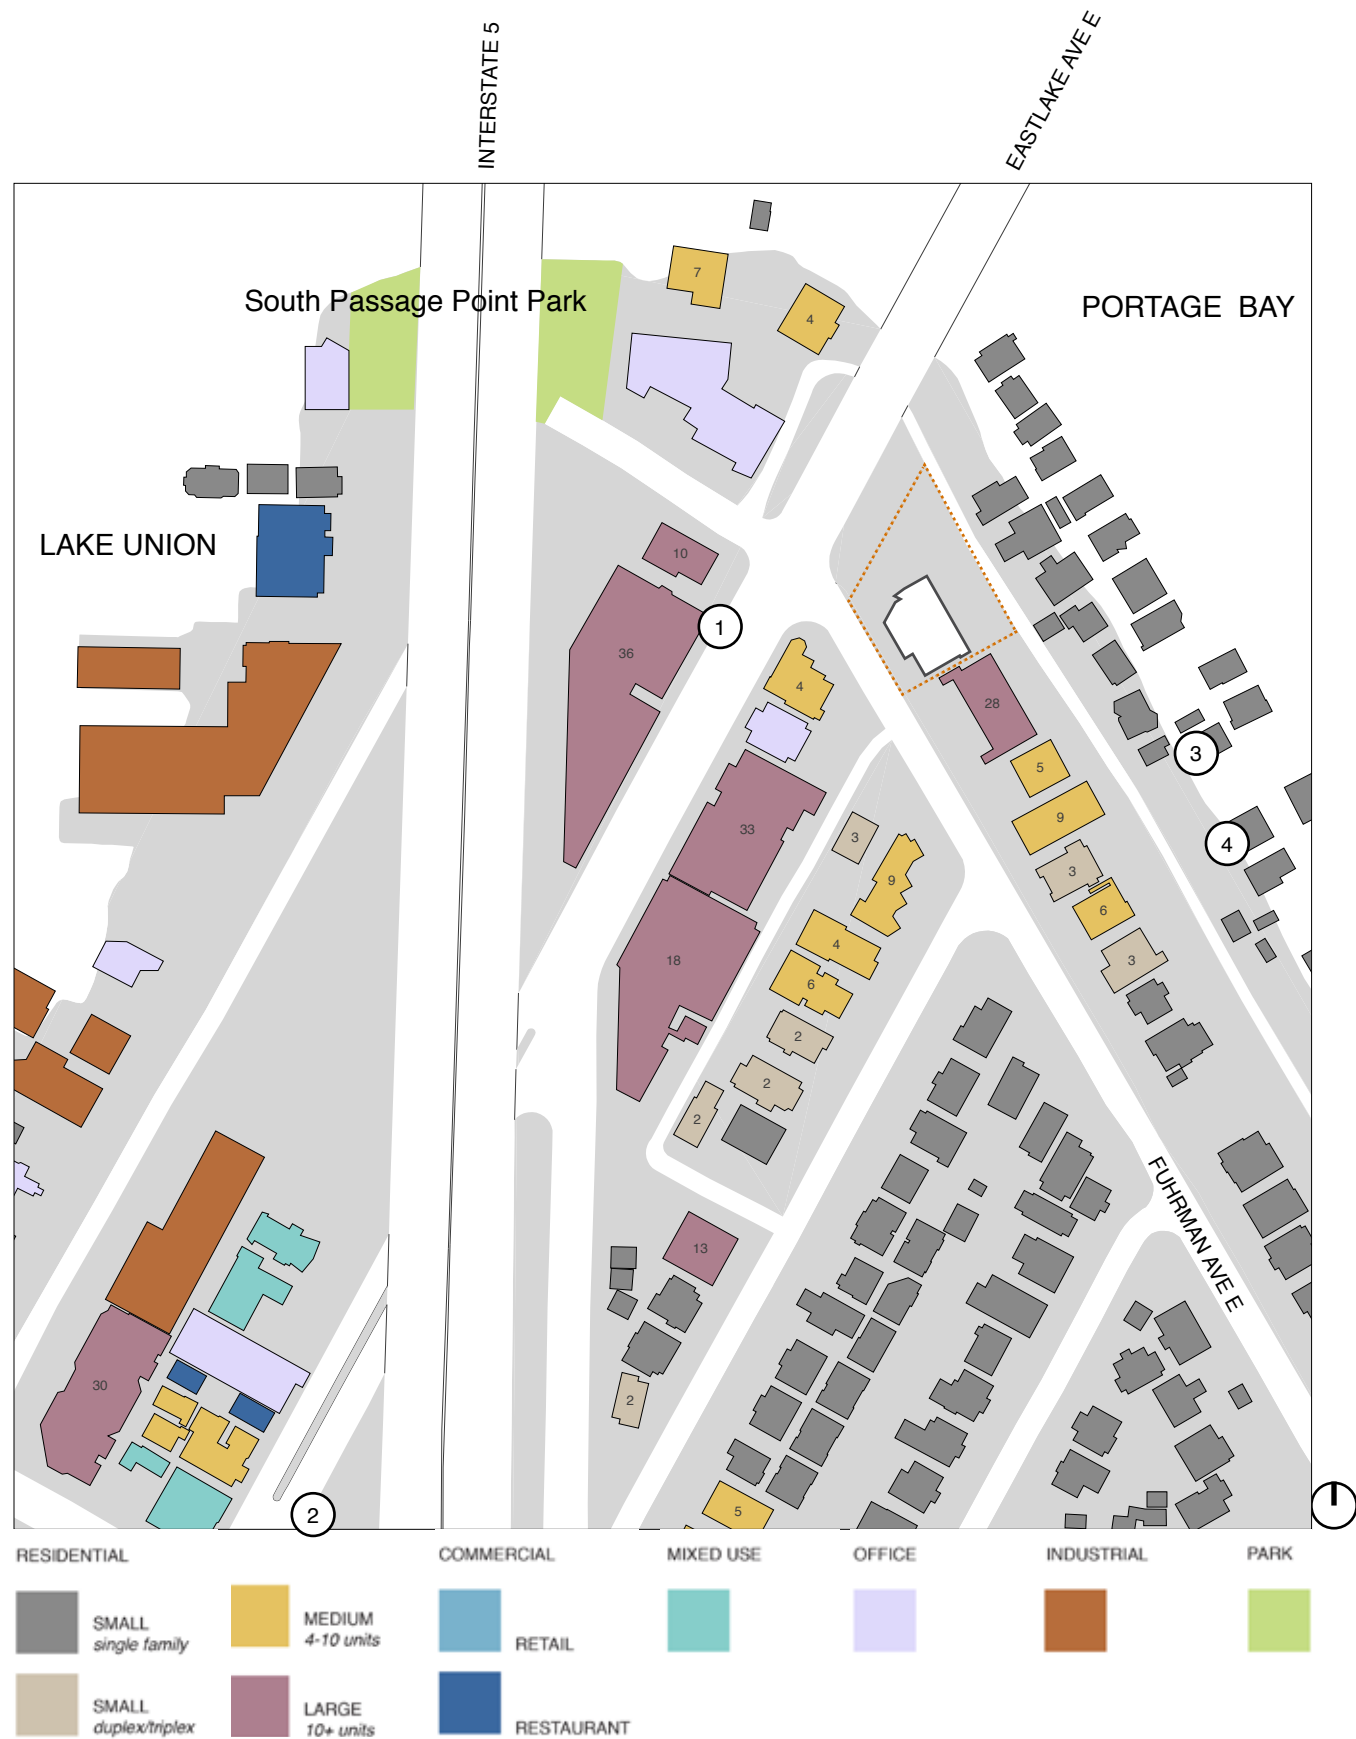 INTERSTATE 5
EASTLAKE AVE E
7
South Passage Point Park
PORTAGE BAY
4
LAKE UNION
10
1
36
4
28
3
5
9
33
3
4
3
9
6
4
18
3
6
2
2
2
FUHRMAN AVE E
13
30
2
5
2
RESIDENTIAL
COMMERCIAL
MIXED USE
OFFICE
INDUSTRIAL
PARK
SMALL
single family
MEDIUM
4-10 units
RETAIL
SMALL
duplex/triplex
LARGE
10+ units
RESTAURANT